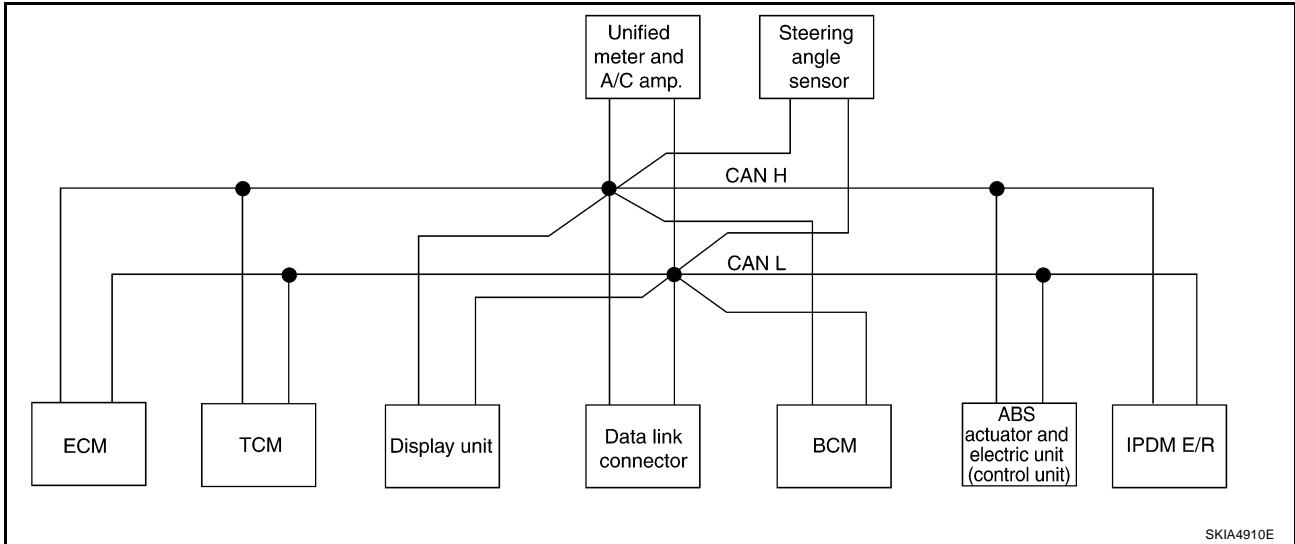 Unified
meter and
A/C amp.
Steering
angle
sensor
CAN H
CAN L
ECM
TCM
Display unit
Data link
connector
BCM
ABS
actuator and
electric unit
(control unit)
IPDM E/R
SKIA4910E